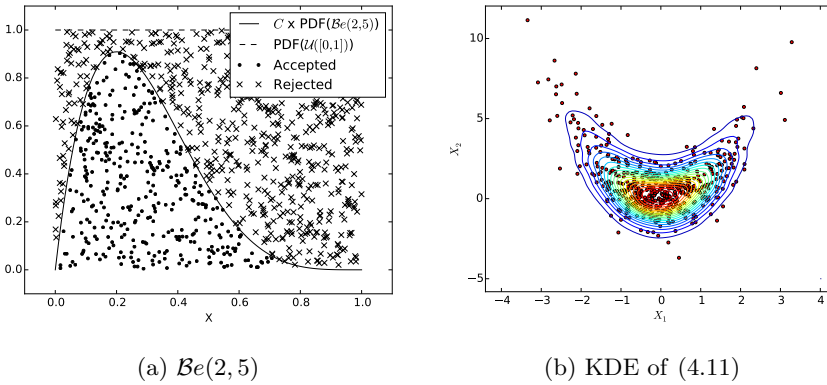 C x PDF(Be(2,5))
PDF(U([0,1]))
Accepted
Rejected
1.0
0.8
0.6
0.4
0.2
0.0
0.0 0.2 0.4 0.6 0.8 1.0
X
(a) Be(2, 5)
10
5
0
−5
X₂
−4 −3 −2 −1 0 1 2 3 4
X₁
(b) KDE of (4.11)